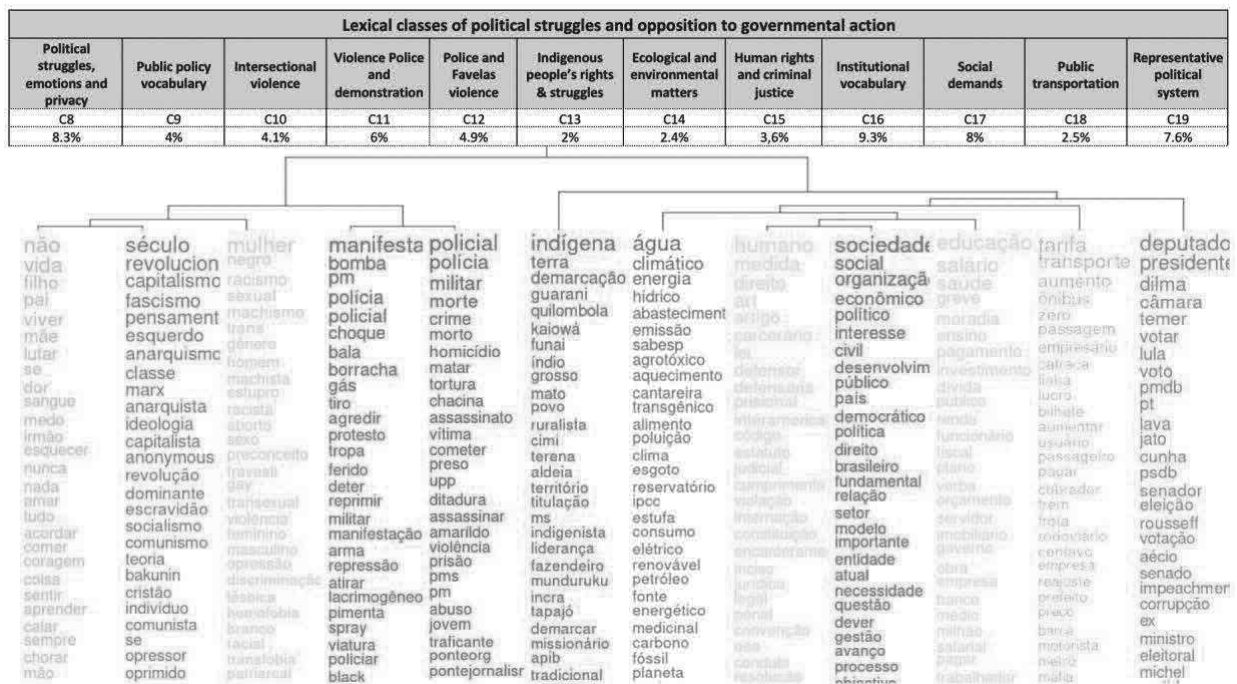 Lexical classes of political struggles and opposition to governmental action
Political
struggles,
emotions and
privacy
Public policy
vocabulary
Intersectional
violence
Violence Police
and
demonstration
Police and
Favelas
violence
Indigenous
people's rights
& struggles
Ecological and
environmental
matters
Human rights
and criminal
justice
Institutional
vocabulary
Social
demands
Public
transportation
Representative
political
system
C8 C9 C10 C11 C12 C13 C14 C15 C16 C17 C18 C19
8.3% 4% 4.1% 6% 4.9% 2% 2.4% 3,6% 9.3% 8% 2.5% 7.6%
não
vida
filho
pai
viver
mãe
lutar
se
dor
sangue
medo
irmão
esquecer
nunca
nada
amar
tudo
acordar
comer
coragem
coisa
sentir
aprender
calar
sempre
chorar
mão
século
revolucion
capitalismo
fascismo
pensament
esquerdo
anarquismo
classe
marx
anarquista
ideologia
capitalista
anonymous
revolução
dominante
escravidão
socialismo
comunismo
teoria
bakunin
cristão
indivíduo
comunista
se
opressor
oprimido
mulher
negro
racismo
sexual
machismo
trans
gênero
homem
machista
estupro
racista
aborto
sexo
preconceito
travesti
gay
transexual
violência
feminino
masculino
opressão
discriminação
lésbica
homofobia
branco
racial
transfobia
patriarcal
manifesta
bomba
pm
polícia
policial
choque
bala
borracha
gás
tiro
agredir
protesto
tropa
ferido
deter
reprimir
militar
manifestação
arma
repressão
atirar
lacrimogêneo
pimenta
spray
viatura
policiar
black
policial
polícia
militar
morte
crime
morto
homicídio
matar
tortura
chacina
assassinato
vítima
cometer
preso
upp
ditadura
assassinar
amarildo
violência
prisão
pms
pm
abuso
jovem
traficante
ponteorg
pontejornalisr
indígena
terra
demarcação
guarani
quilombola
kaiowá
funai
índio
grosso
mato
povo
ruralista
cimi
terena
aldeia
território
titulação
ms
indigenista
liderança
fazendeiro
munduruku
incra
tapajó
demarcar
missionário
apib
tradicional
água
climático
energia
hídrico
abasteciment
emissão
sabesp
agrotóxico
aquecimento
cantareira
transgênico
alimento
poluição
clima
esgoto
reservatório
ipcc
estufa
consumo
elétrico
renovável
petróleo
fonte
energético
medicinal
carbono
fóssil
planeta
humano
medida
direito
art
artigo
lei
defensor
defensoria
prisional
código
estatuto
judicial
cumprimento
violação
internação
constituição
inciso
jurídica
legal
penal
convenção
conduta
resolução
sociedade
social
organizaçã
econômico
político
interesse
civil
desenvolvim
público
país
democrático
política
direito
brasileiro
fundamental
relação
setor
modelo
importante
entidade
atual
necessidade
questão
dever
gestão
avanço
processo
objectivo
educação
salário
saúde
greve
moradia
ensino
pagamento
investimento
dívida
público
renda
funcionário
fiscal
plano
verba
orçamento
servidor
imobiliário
governo
obra
empresa
médio
milhão
salarial
pagar
trabalhador
tarifa
transporte
aumento
ônibus
zero
passagem
empresário
catraca
linha
lucro
bilhete
aumentar
usuário
passageiro
pagar
cobrador
trem
frota
rodoviário
centavo
empresa
reajuste
prefeito
preço
barra
motorista
metrô
máfia
deputado
presidente
dilma
câmara
temer
votar
lula
voto
pmdb
pt
lava
jato
cunha
psdb
senador
eleição
rousseff
votação
aécio
senado
impeachmen
corrupção
ex
ministro
eleitoral
michel